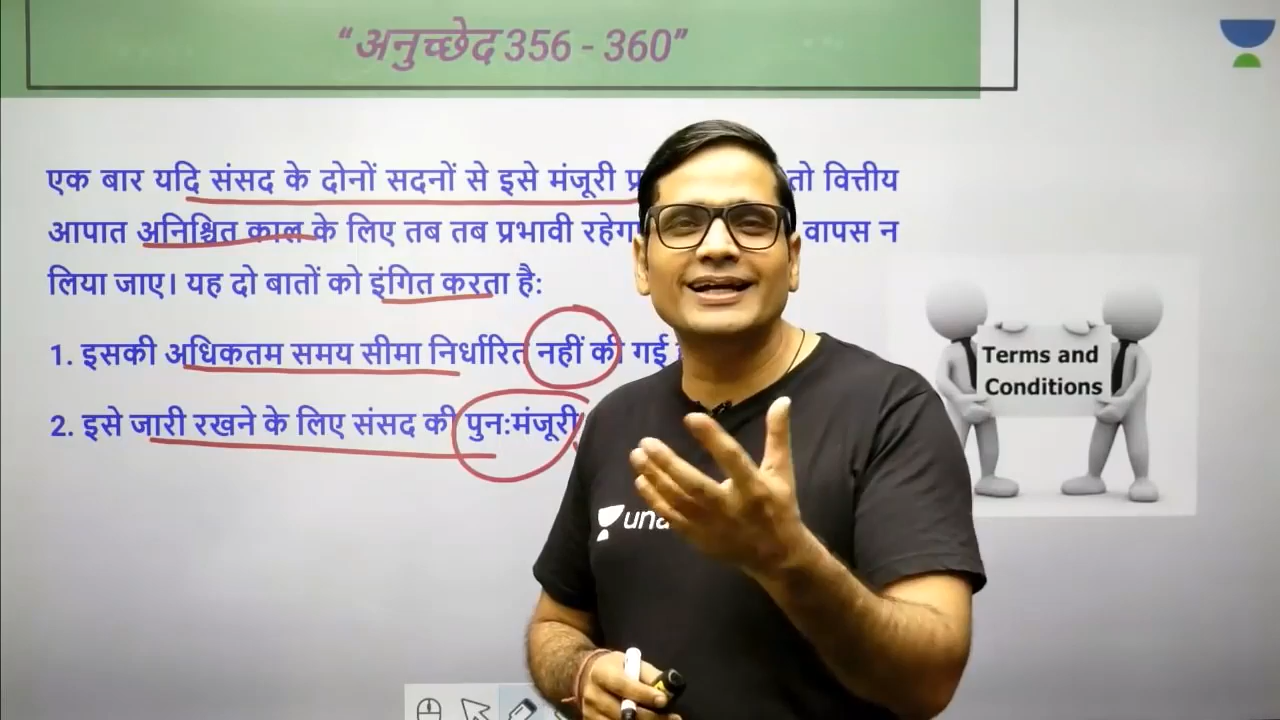 “अनुच्छेद 356 - 360”
एक बार यदि संसद के दोनों सदनों से इसे मंजूरी तो वित्तीय
आपात अनिश्चित काल के लिए तब तब प्रभावी वापस न
लिया जाए। यह दो बातों को इंगित करता है:
1. इसकी अधिकतम समय सीमा निर्धारित नहीं की गई
2. इसे जारी रखने के लिए संसद की पुन:मंजूरी
Terms and
Conditions